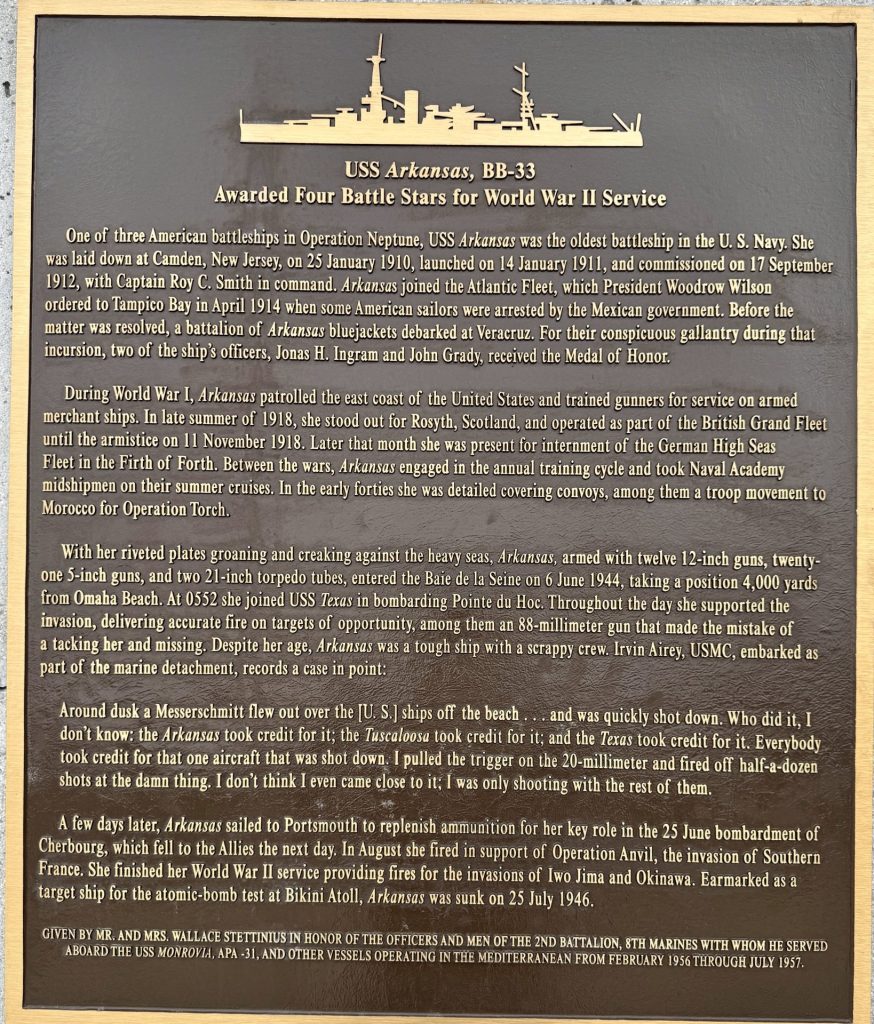 USS Arkansas, BB-33
Awarded Four Battle Stars for World War II Service
One of three American battleships in Operation Neptune, USS Arkansas was the oldest battleship in the U. S. Navy. She
was laid down at Camden, New Jersey, on 25 January 1910, launched on 14 January 1911, and commissioned on 17 September
1912, with Captain Roy C. Smith in command. Arkansas joined the Atlantic Fleet, which President Woodrow Wilson
ordered to Tampico Bay in April 1914 when some American sailors were arrested by the Mexican government. Before the
matter was resolved, a battalion of Arkansas bluejackets debarked at Veracruz. For their conspicuous gallantry during that
incursion, two of the ship's officers, Jonas H. Ingram and John Grady, received the Medal of Honor.
During World War I, Arkansas patrolled the east coast of the United States and trained gunners for service on armed
merchant ships. In late summer of 1918, she stood out for Rosyth, Scotland, and operated as part of the British Grand Fleet
until the armistice on 11 November 1918. Later that month she was present for internment of the German High Seas
Fleet in the Firth of Forth. Between the wars, Arkansas engaged in the annual training cycle and took Naval Academy
midshipmen on their summer cruises. In the early forties she was detailed covering convoys, among them a troop movement to
Morocco for Operation Torch.
With her riveted plates groaning and creaking against the heavy seas, Arkansas, armed with twelve 12-inch guns, twenty-
one 5-inch guns, and two 21-inch torpedo tubes, entered the Baie de la Seine on 6 June 1944, taking a position 4,000 yards
from Omaha Beach. At 0552 she joined USS Texas in bombarding Pointe du Hoc. Throughout the day she supported the
invasion, delivering accurate fire on targets of opportunity, among them an 88-millimeter gun that made the mistake of
a tacking her and missing. Despite her age, Arkansas was a tough ship with a scrappy crew. Irvin Airey, USMC, embarked as
part of the marine detachment, records a case in point:
Around dusk a Messerschmitt flew out over the [U. S.] ships off the beach . . . and was quickly shot down. Who did it, I
don't know: the Arkansas took credit for it; the Tuscaloosa took credit for it; and the Texas took credit for it. Everybody
took credit for that one aircraft that was shot down. I pulled the trigger on the 20-millimeter and fired off half-a-dozen
shots at the damn thing. I don't think I even came close to it; I was only shooting with the rest of them.
A few days later, Arkansas sailed to Portsmouth to replenish ammunition for her key role in the 25 June bombardment of
Cherbourg, which fell to the Allies the next day. In August she fired in support of Operation Anvil, the invasion of Southern
France. She finished her World War II service providing fires for the invasions of Iwo Jima and Okinawa. Earmarked as a
target ship for the atomic-bomb test at Bikini Atoll, Arkansas was sunk on 25 July 1946.
GIVEN BY MR. AND MRS. WALLACE STETTINIUS IN HONOR OF THE OFFICERS AND MEN OF THE 2ND BATTALION, 8TH MARINES WITH WHOM HE SERVED
ABOARD THE USS MONROVIA, APA -31, AND OTHER VESSELS OPERATING IN THE MEDITERRANEAN FROM FEBRUARY 1956 THROUGH JULY 1957.